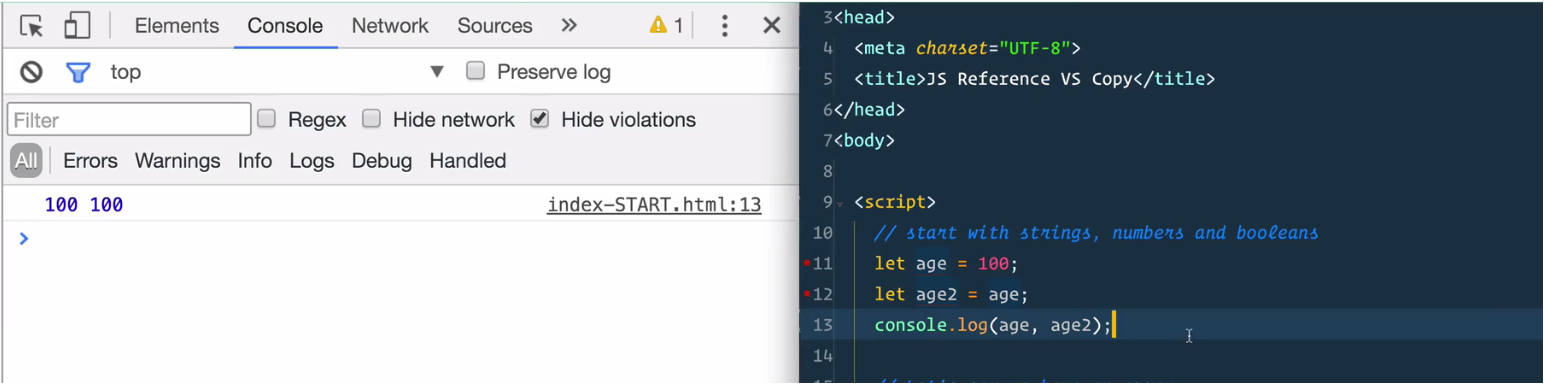 Elements Console Network Sources » 1
top ▼ Preserve log
Filter Regex Hide network Hide violations
All Errors Warnings Info Logs Debug Handled
100 100 index-START.html:13
>
3 <head>
4 <meta charset="UTF-8">
5 <title>JS Reference VS Copy</title>
6 </head>
7 <body>
8
9 <script>
10 // start with strings, numbers and booleans
11 let age = 100;
12 let age2 = age;
13 console.log(age, age2);
14